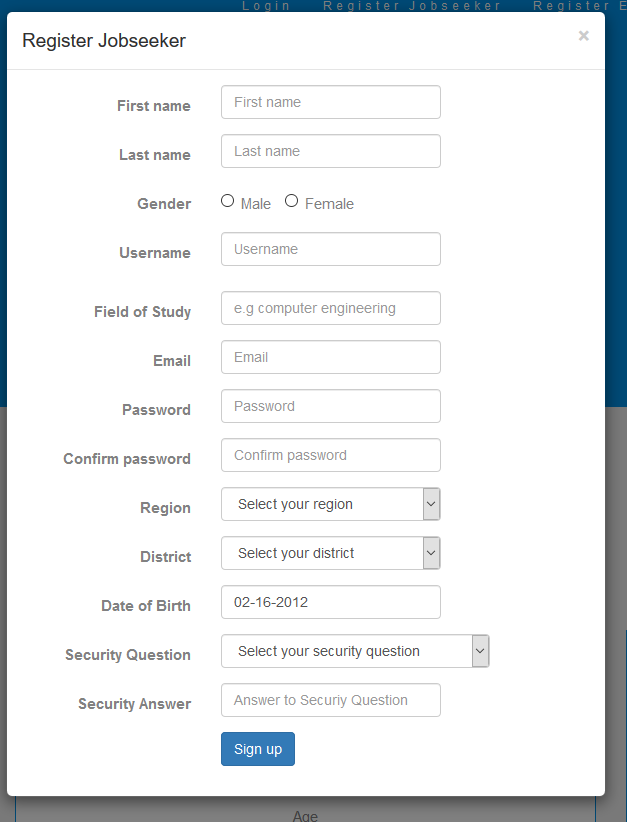 Login Register Jobseeker Register E
Register Jobseeker ×
First name First name
Last name Last name
Gender Male Female
Username Username
Field of Study e.g computer engineering
Email Email
Password Password
Confirm password Confirm password
Region Select your region
District Select your district
Date of Birth 02-16-2012
Security Question Select your security question
Security Answer Answer to Securiy Question
Sign up
Age